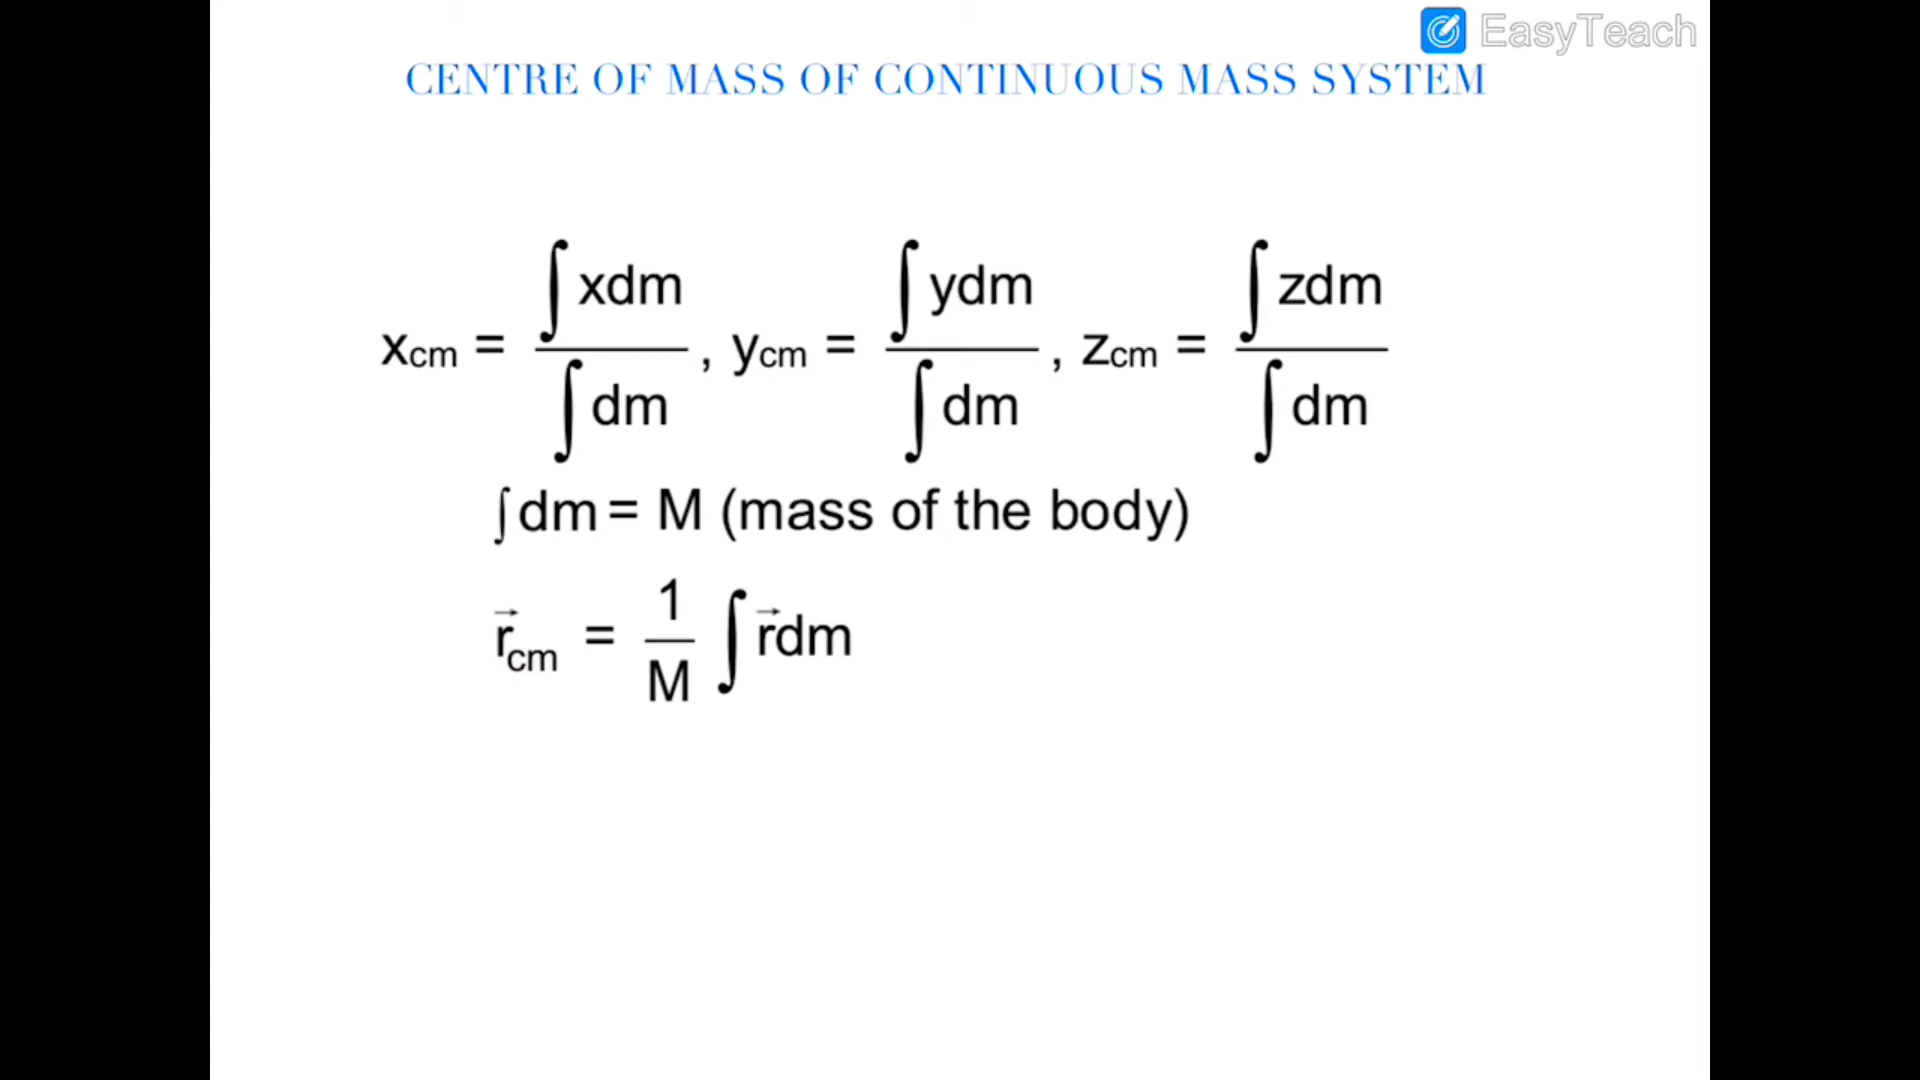 EasyTeach
CENTRE OF MASS OF CONTINUOUS MASS SYSTEM
xcm = ∫xdm / ∫dm , ycm = ∫ydm / ∫dm , zcm = ∫zdm / ∫dm
∫dm = M (mass of the body)
r⃗cm = 1/M ∫r⃗dm